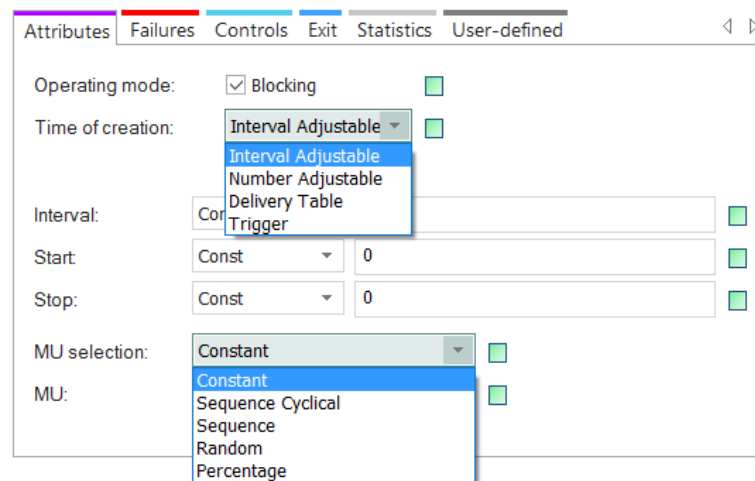 Attributes Failures Controls Exit Statistics User-defined
Operating mode: Blocking
Time of creation: Interval Adjustable
Interval Adjustable
Number Adjustable
Delivery Table
Trigger
Interval:
Start: Const 0
Stop: Const 0
MU selection: Constant
MU:
Constant
Sequence Cyclical
Sequence
Random
Percentage